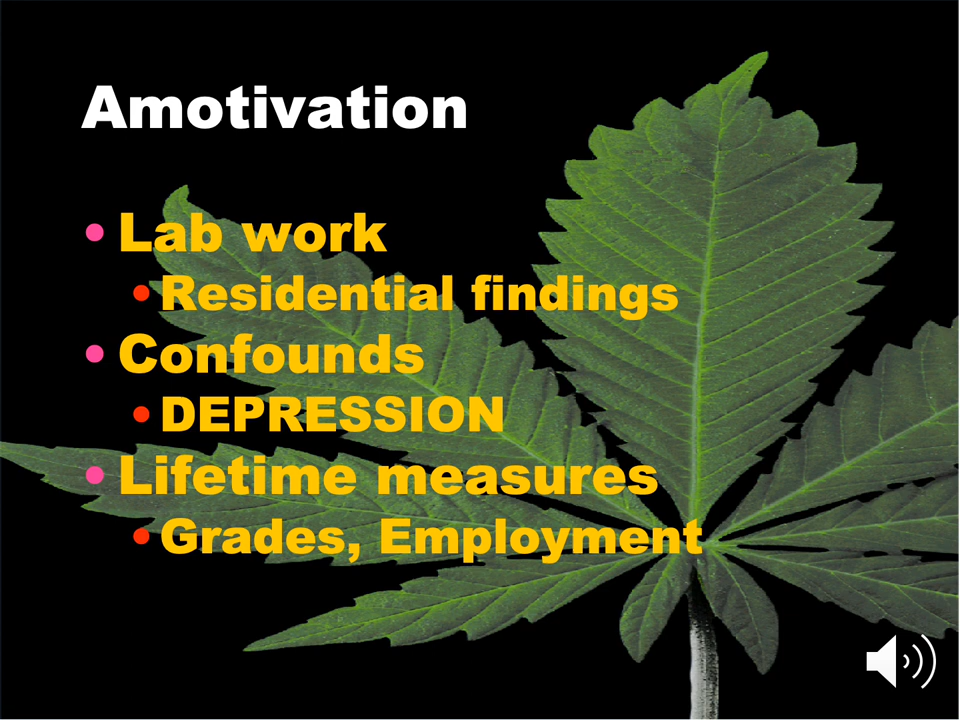 Amotivation
• Lab work
• Residential findings
• Confounds
• DEPRESSION
• Lifetime measures
• Grades, Employment